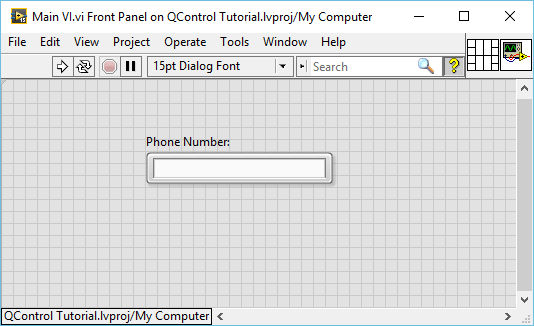 Main VI.vi Front Panel on QControl Tutorial.lvproj/My Computer
File Edit View Project Operate Tools Window Help
15pt Dialog Font Search ?
Phone Number:
QControl Tutorial.lvproj/My Computer